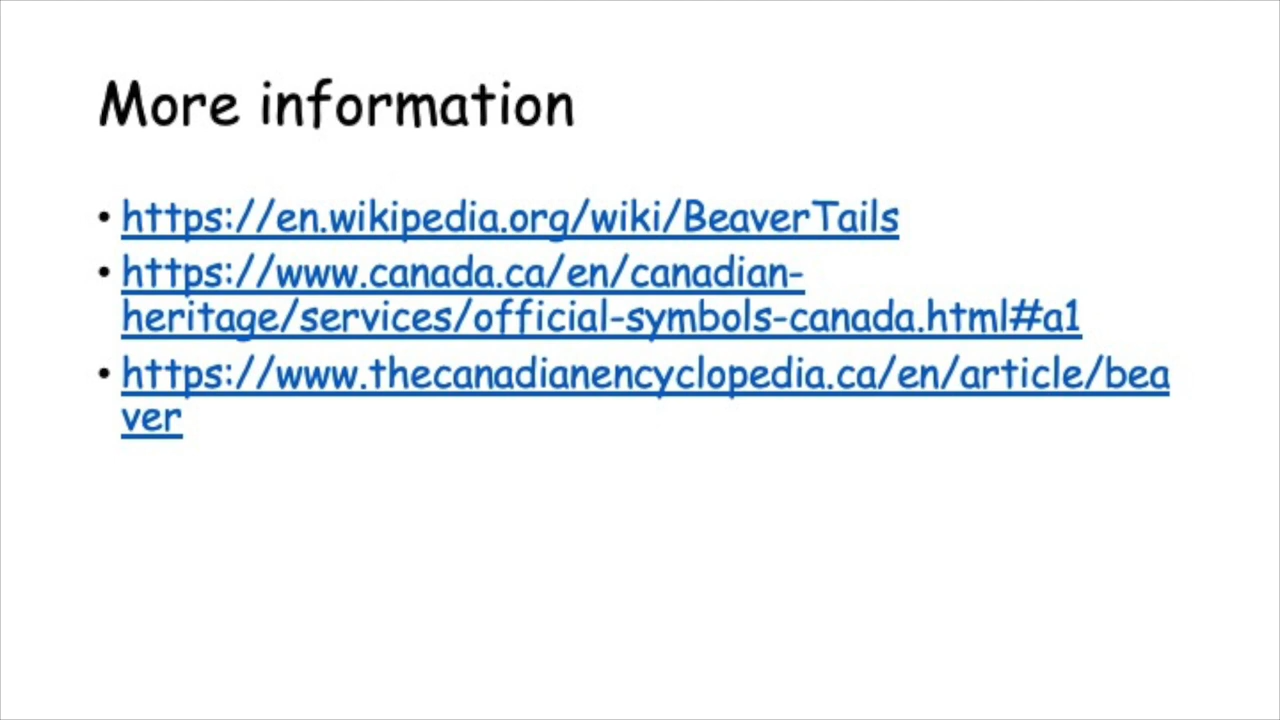 More information
• https://en.wikipedia.org/wiki/BeaverTails
• https://www.canada.ca/en/canadian-
heritage/services/official-symbols-canada.html#a1
• https://www.thecanadianencyclopedia.ca/en/article/bea
ver